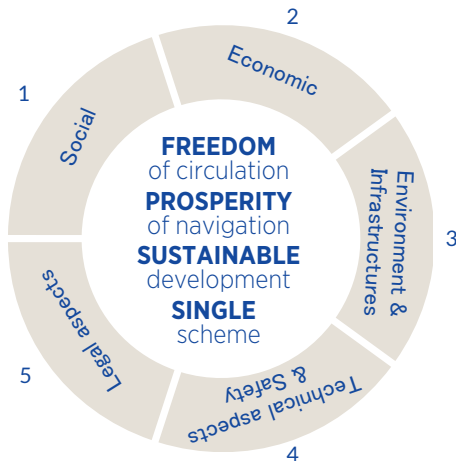 1
Social
2
Economic
3
Environment &
Infrastructures
4
Technical aspects
& Safety
5
Legal aspects
FREEDOM
of circulation
PROSPERITY
of navigation
SUSTAINABLE
development
SINGLE
scheme